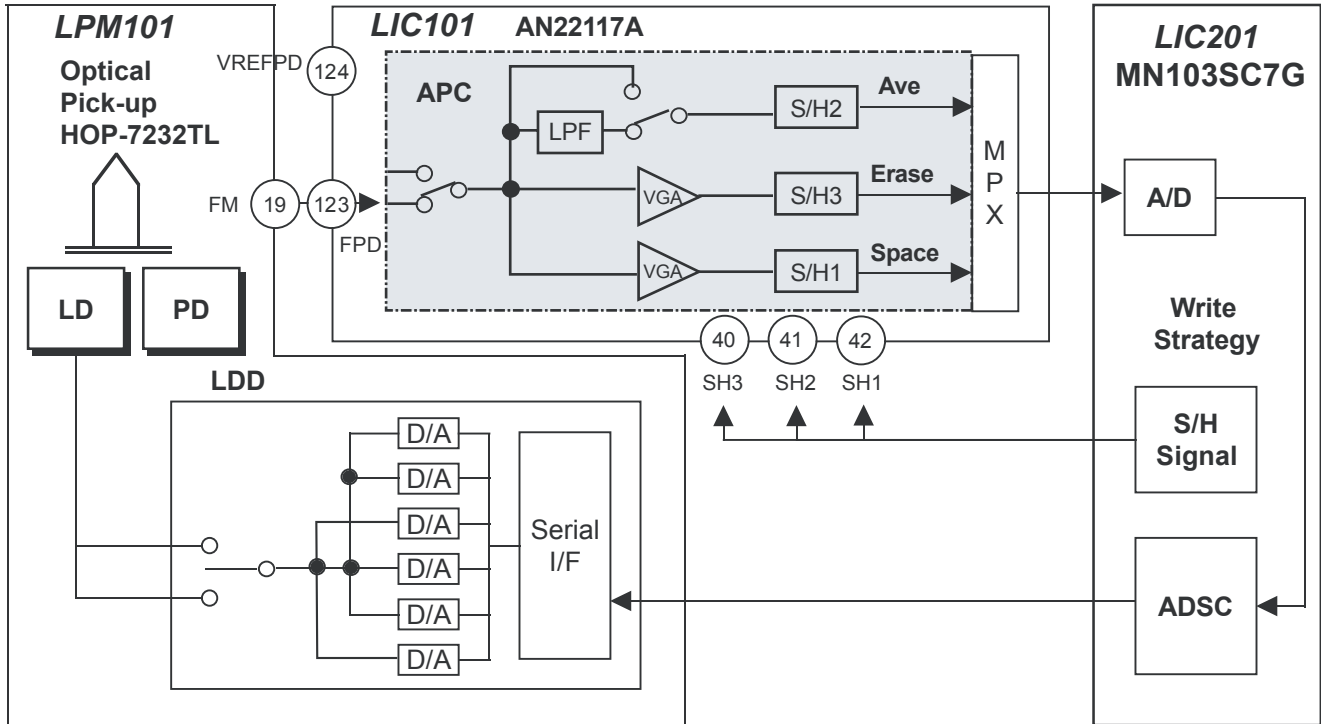 LPM101
Optical
Pick-up
HOP-7232TL
LIC101 AN22117A
VREFPD 124
APC
LPF
S/H2
Ave
FM 19 123
FPD
VGA
S/H3
Erase
VGA
S/H1
Space
M
P
X
40 41 42
SH3 SH2 SH1
LIC201
MN103SC7G
A/D
Write
Strategy
S/H
Signal
ADSC
LD PD
LDD
D/A
D/A
D/A
D/A
D/A
D/A
Serial
I/F